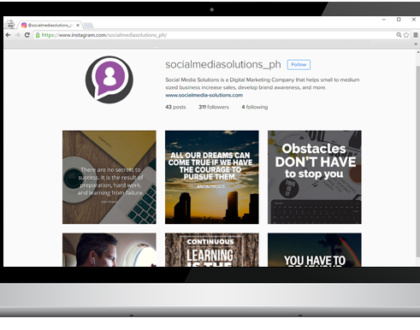 @socialmediasolutions_
https://www.instagram.com/socialmediasolutions_ph/
socialmediasolutions_ph
Follow
Social Media Solutions is a Digital Marketing Company that helps small to medium
sized business increase sales, develop brand awareness, and more
www.socialmedia-solutions.com
43 posts 311 followers 4 following
There are no secrets to
success. It is the result of
preparation, hard work,
and learning from failure.
ALL OUR DREAMS CAN
COME TRUE IF WE HAVE
THE COURAGE TO
PURSUE THEM.
Obstacles
DON'T HAVE
to stop you
CONTINUOUS
LEARNING
IS THE
YOU HAVE TO